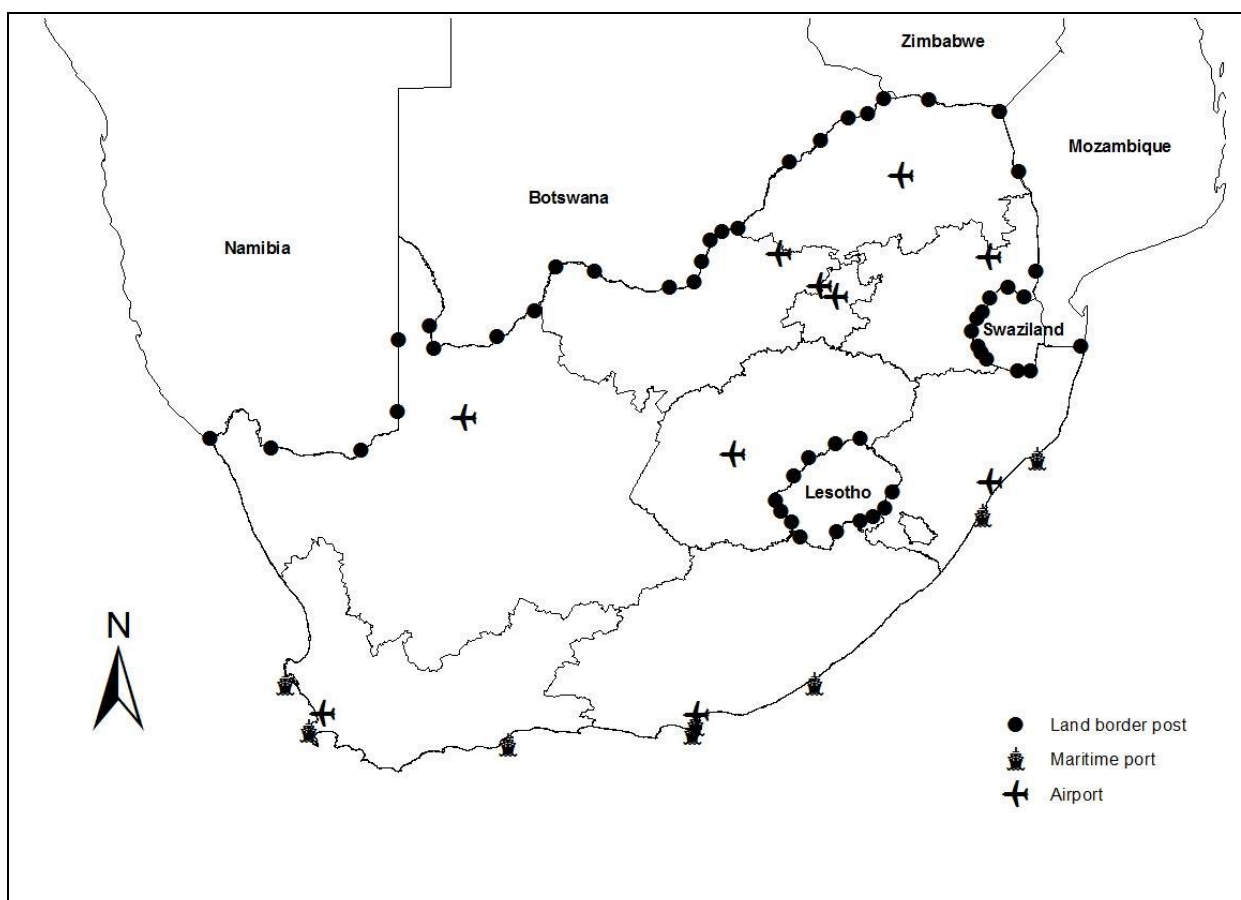 Zimbabwe
Mozambique
Botswana
Namibia
Swaziland
Lesotho
N
Land border post
Maritime port
Airport